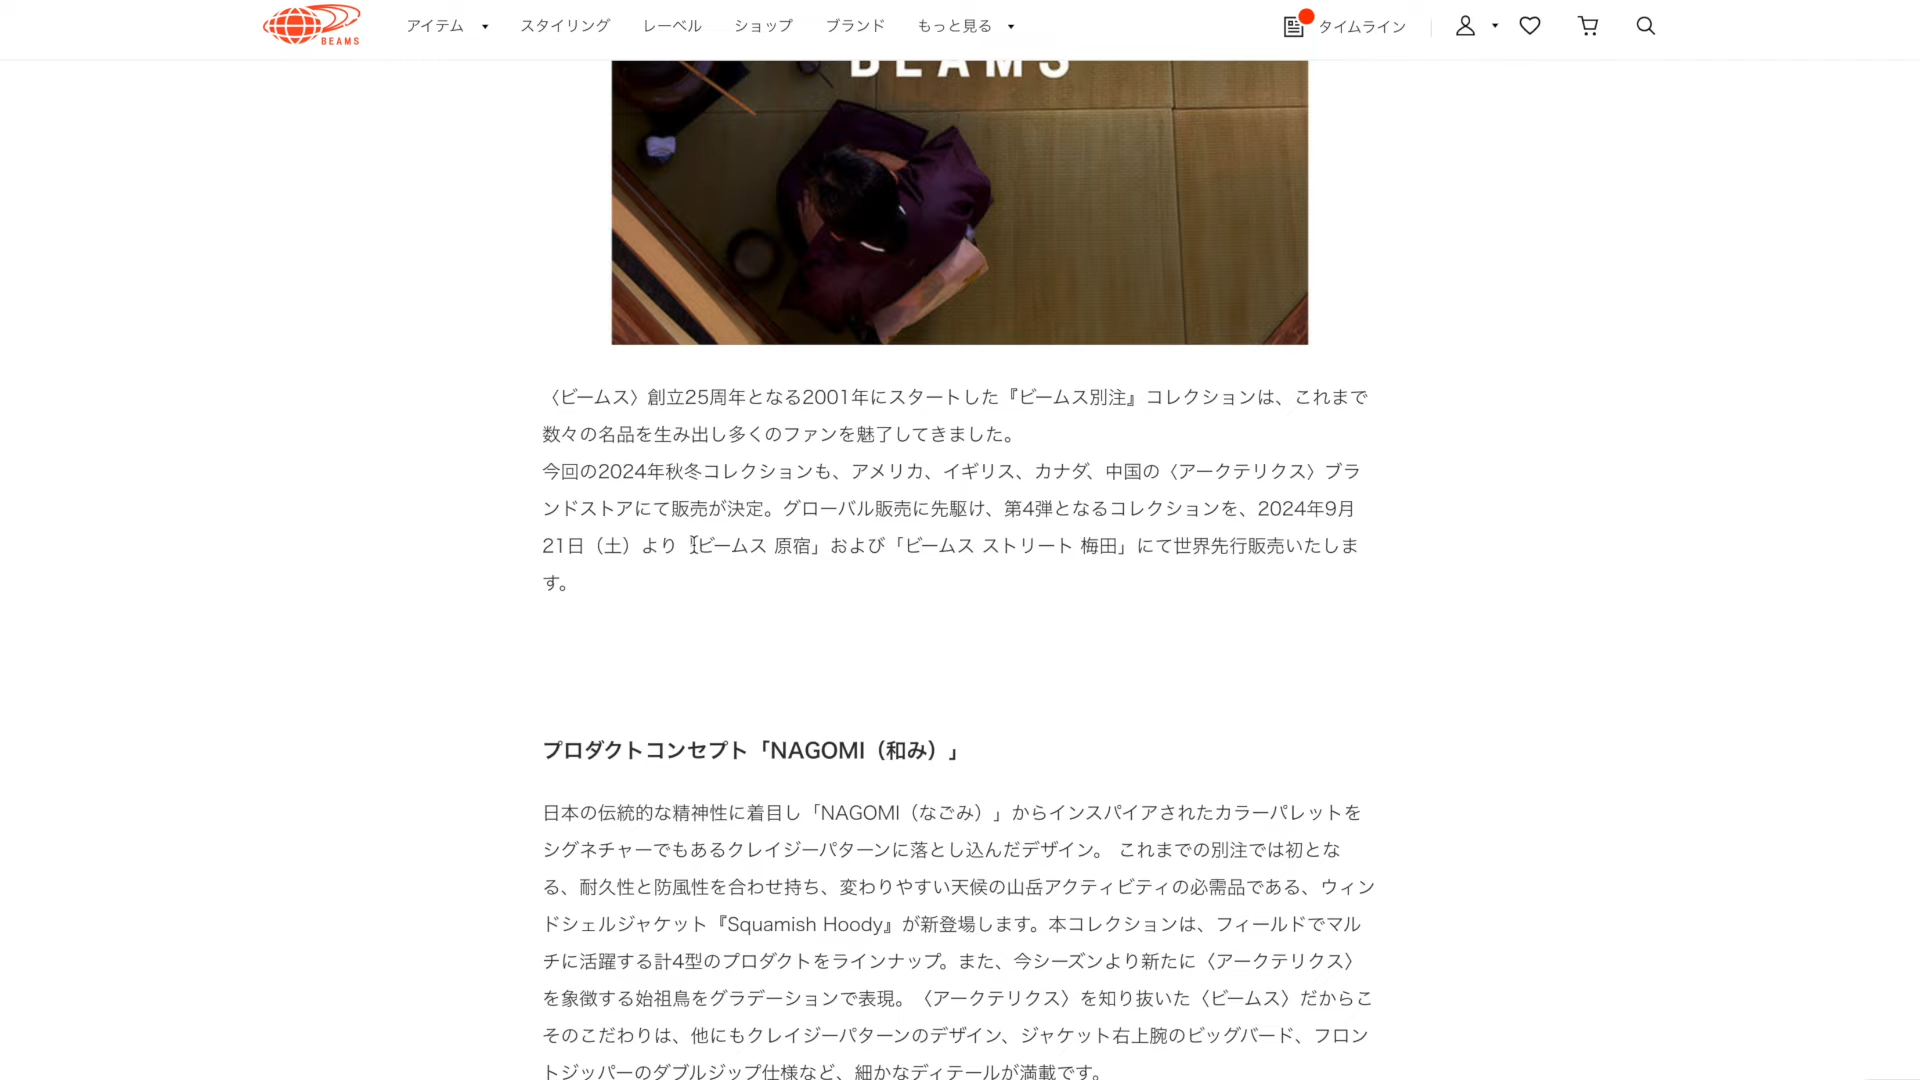 BEAMS
アイテム ▼ スタイリング レーベル ショップ ブランド もっと見る ▼ タイムライン
BEAMS
〈ビームス〉創立25周年となる2001年にスタートした『ビームス別注』コレクションは、これまで
数々の名品を生み出し多くのファンを魅了してきました。
今回の2024年秋冬コレクションも、アメリカ、イギリス、カナダ、中国の〈アークテリクス〉ブラ
ンドストアにて販売が決定。グローバル販売に先駆け、第4弾となるコレクションを、2024年9月
21日（土）より「ビームス 原宿」および「ビームス ストリート 梅田」にて世界先行販売いたしま
す。
プロダクトコンセプト「NAGOMI（和み）」
日本の伝統的な精神性に着目し「NAGOMI（なごみ）」からインスパイアされたカラーパレットを
シグネチャーでもあるクレイジーパターンに落とし込んだデザイン。 これまでの別注では初とな
る、耐久性と防風性を合わせ持ち、変わりやすい天候の山岳アクティビティの必需品である、ウィン
ドシェルジャケット『Squamish Hoody』が新登場します。本コレクションは、フィールドでマル
チに活躍する計4型のプロダクトをラインナップ。また、今シーズンより新たに〈アークテリクス〉
を象徴する始祖鳥をグラデーションで表現。〈アークテリクス〉を知り抜いた〈ビームス〉だからこ
そのこだわりは、他にもクレイジーパターンのデザイン、ジャケット右上腕のビッグバード、フロン
トジッパーのダブルジップ仕様など、細かなディテールが満載です。